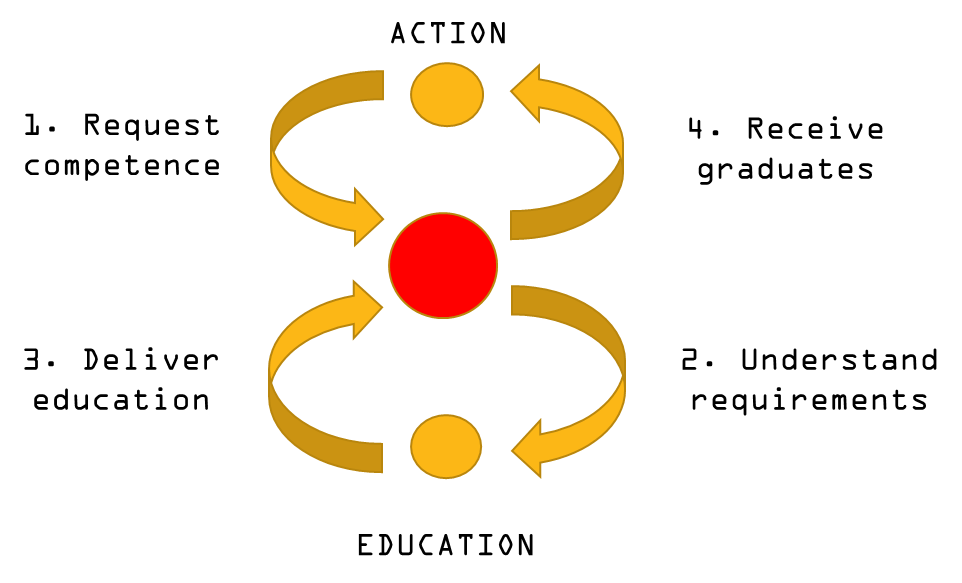 ACTION
1. Request
competence
4. Receive
graduates
3. Deliver
education
2. Understand
requirements
EDUCATION